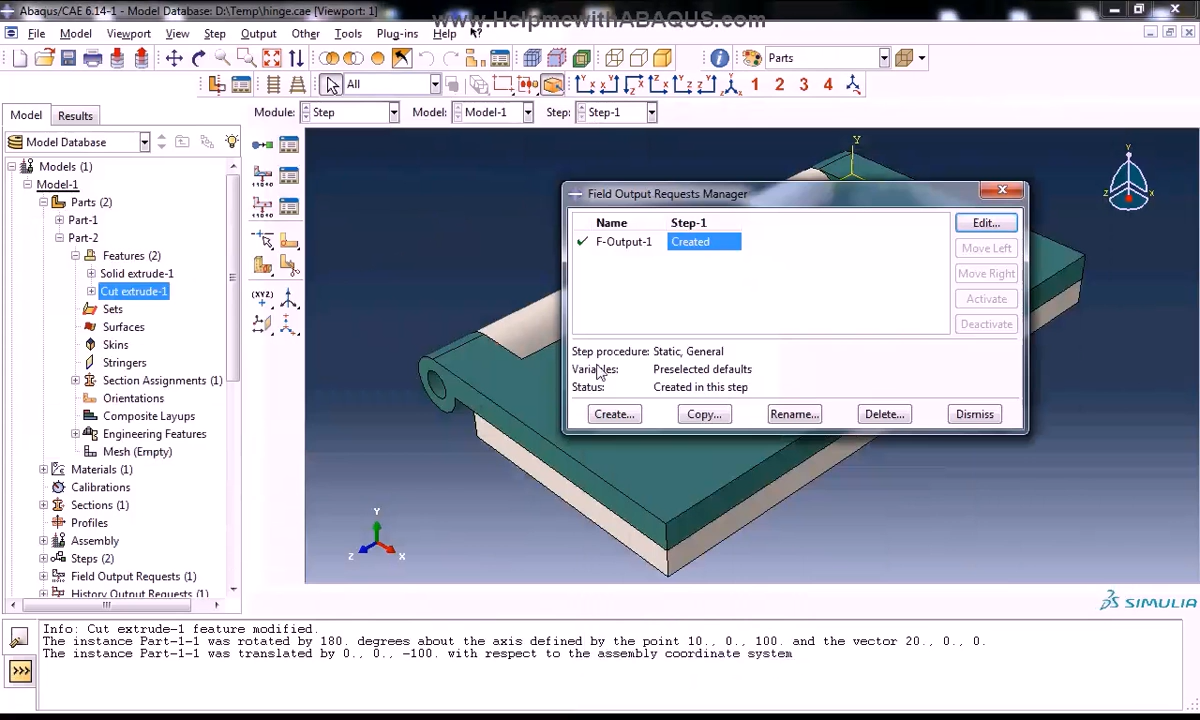 Abaqus/CAE 6.14-1 - Model Database: D:\Temp\hinge.cae [Viewport: 1]
www.HelpmewithABAQUS.com
File Model Viewport View Step Output Other Tools Plug-ins Help
Parts
All
1 2 3 4
Model Results
Module: Step Model: Model-1 Step: Step-1
Model Database
Models (1)
Model-1
Parts (2)
Part-1
Part-2
Features (2)
Solid extrude-1
Cut extrude-1
Sets
Surfaces
Skins
Stringers
Section Assignments (1)
Orientations
Composite Layups
Engineering Features
Mesh (Empty)
Materials (1)
Calibrations
Sections (1)
Profiles
Assembly
Steps (2)
Field Output Requests (1)
History Output Requests (1)
(XYZ)
Field Output Requests Manager
Name Step-1
F-Output-1 Created
Edit...
Move Left
Move Right
Activate
Deactivate
Step procedure: Static, General
Variables: Preselected defaults
Status: Created in this step
Create... Copy... Rename... Delete... Dismiss
Y
Y
Z X
Y
Z X
SIMULIA
Info: Cut extrude-1 feature modified.
The instance Part-1-1 was rotated by 180. degrees about the axis defined by the point 10., 0., 100. and the vector 20., 0., 0.
The instance Part-1-1 was translated by 0., 0., -100. with respect to the assembly coordinate system
>>>